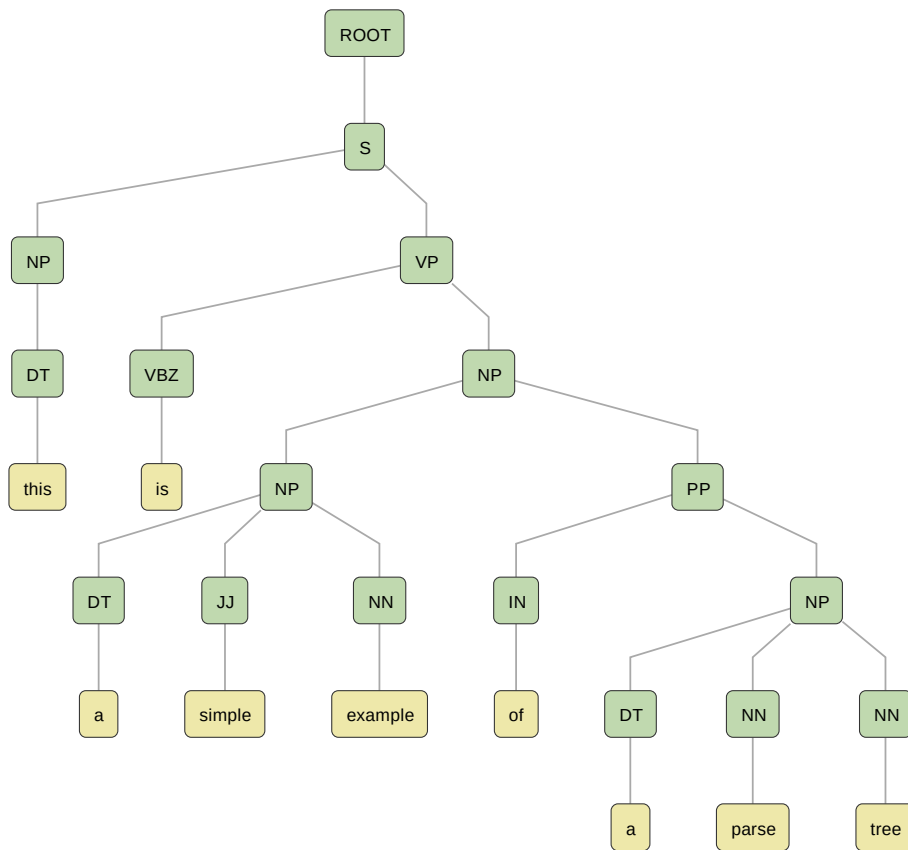 ROOT
S
NP VP
DT VBZ NP
this is NP PP
DT JJ NN IN NP
a simple example of DT NN NN
a parse tree